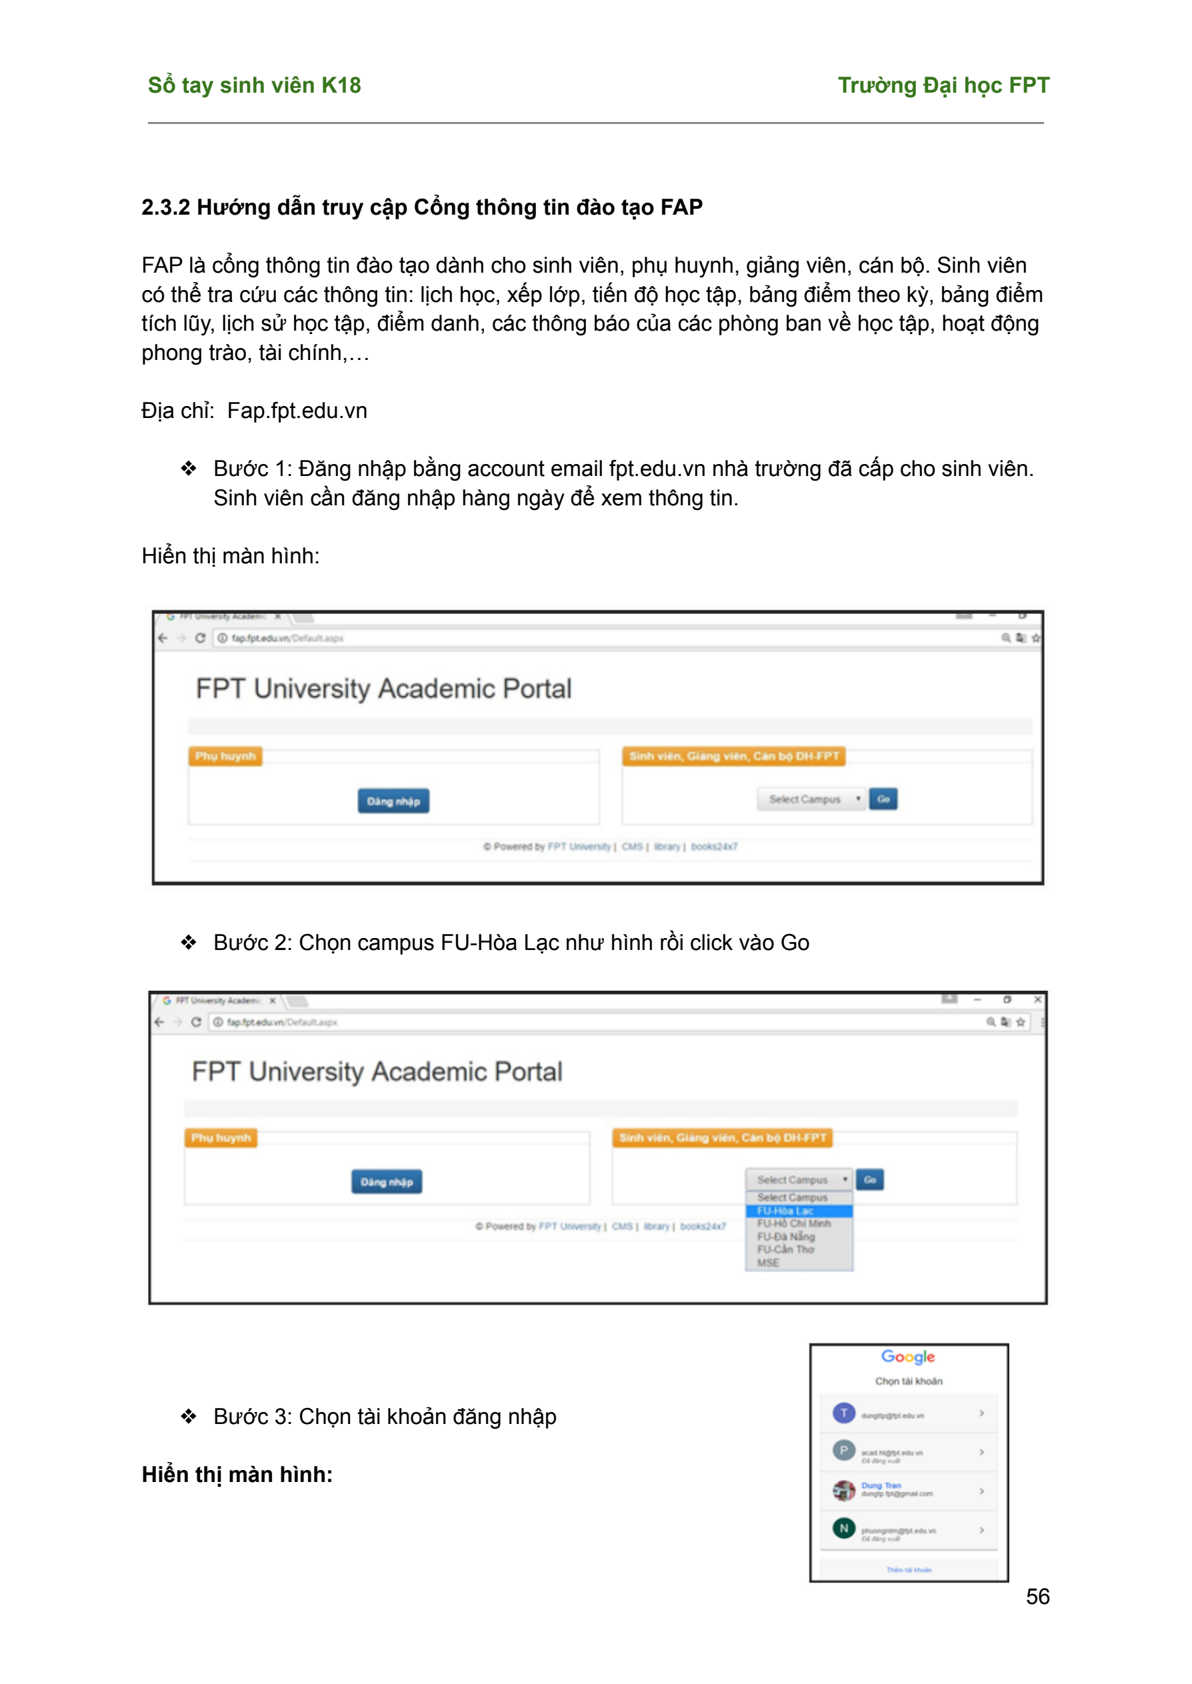 Sổ tay sinh viên K18 Trường Đại học FPT
2.3.2 Hướng dẫn truy cập Cổng thông tin đào tạo FAP
FAP là cổng thông tin đào tạo dành cho sinh viên, phụ huynh, giảng viên, cán bộ. Sinh viên
có thể tra cứu các thông tin: lịch học, xếp lớp, tiến độ học tập, bảng điểm theo kỳ, bảng điểm
tích lũy, lịch sử học tập, điểm danh, các thông báo của các phòng ban về học tập, hoạt động
phong trào, tài chính,…
Địa chỉ: Fap.fpt.edu.vn
❖ Bước 1: Đăng nhập bằng account email fpt.edu.vn nhà trường đã cấp cho sinh viên.
Sinh viên cần đăng nhập hàng ngày để xem thông tin.
Hiển thị màn hình:
FPT University Academic
fap.fpt.edu.vn/Default.aspx
FPT University Academic Portal
Phụ huynh
Sinh viên, Giảng viên, Cán bộ ĐH-FPT
Đăng nhập
Select Campus
Go
© Powered by FPT University | CMS | library | books24x7
❖ Bước 2: Chọn campus FU-Hòa Lạc như hình rồi click vào Go
FPT University Academic
fap.fpt.edu.vn/Default.aspx
FPT University Academic Portal
Phụ huynh
Sinh viên, Giảng viên, Cán bộ ĐH-FPT
Đăng nhập
Select Campus
Go
Select Campus
FU-Hòa Lạc
FU-Hồ Chí Minh
FU-Đà Nẵng
FU-Cần Thơ
MSE
© Powered by FPT University | CMS | library | books24x7
❖ Bước 3: Chọn tài khoản đăng nhập
Hiển thị màn hình:
Google
Chọn tài khoản
T
dungttp@fpt.edu.vn
P
acad.hl@fpt.edu.vn
Đã đăng xuất
Dung Tran
dungtp.fpt@gmail.com
N
phuongntm@fpt.edu.vn
Đã đăng xuất
Thêm tài khoản
56